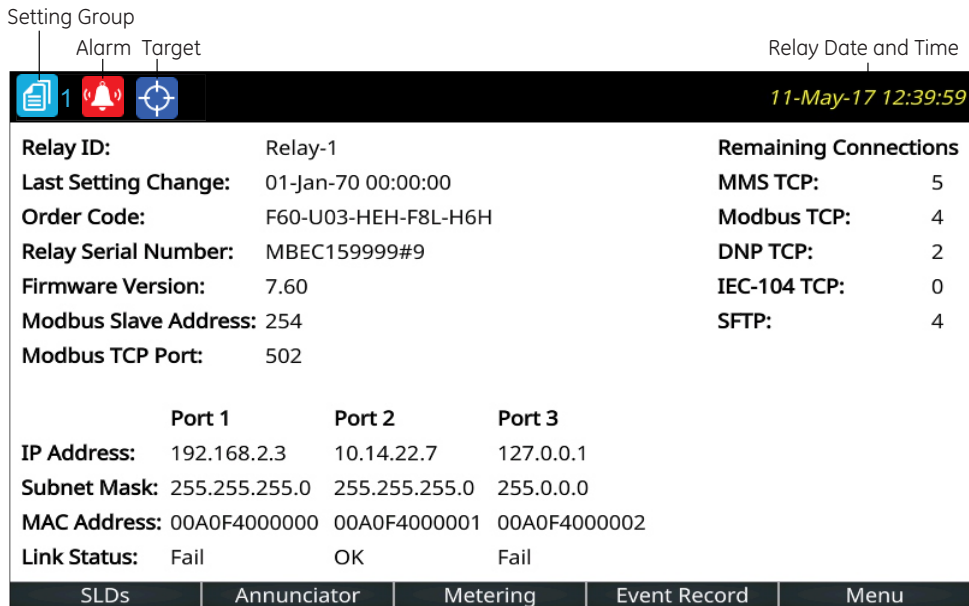 Setting Group
Alarm Target
Relay Date and Time
1
11-May-17 12:39:59
Relay ID: Relay-1 Remaining Connections
Last Setting Change: 01-Jan-70 00:00:00 MMS TCP: 5
Order Code: F60-U03-HEH-F8L-H6H Modbus TCP: 4
Relay Serial Number: MBEC159999#9 DNP TCP: 2
Firmware Version: 7.60 IEC-104 TCP: 0
Modbus Slave Address: 254 SFTP: 4
Modbus TCP Port: 502
Port 1 Port 2 Port 3
IP Address: 192.168.2.3 10.14.22.7 127.0.0.1
Subnet Mask: 255.255.255.0 255.255.255.0 255.0.0.0
MAC Address: 00A0F4000000 00A0F4000001 00A0F4000002
Link Status: Fail OK Fail
SLDs Annunciator Metering Event Record Menu